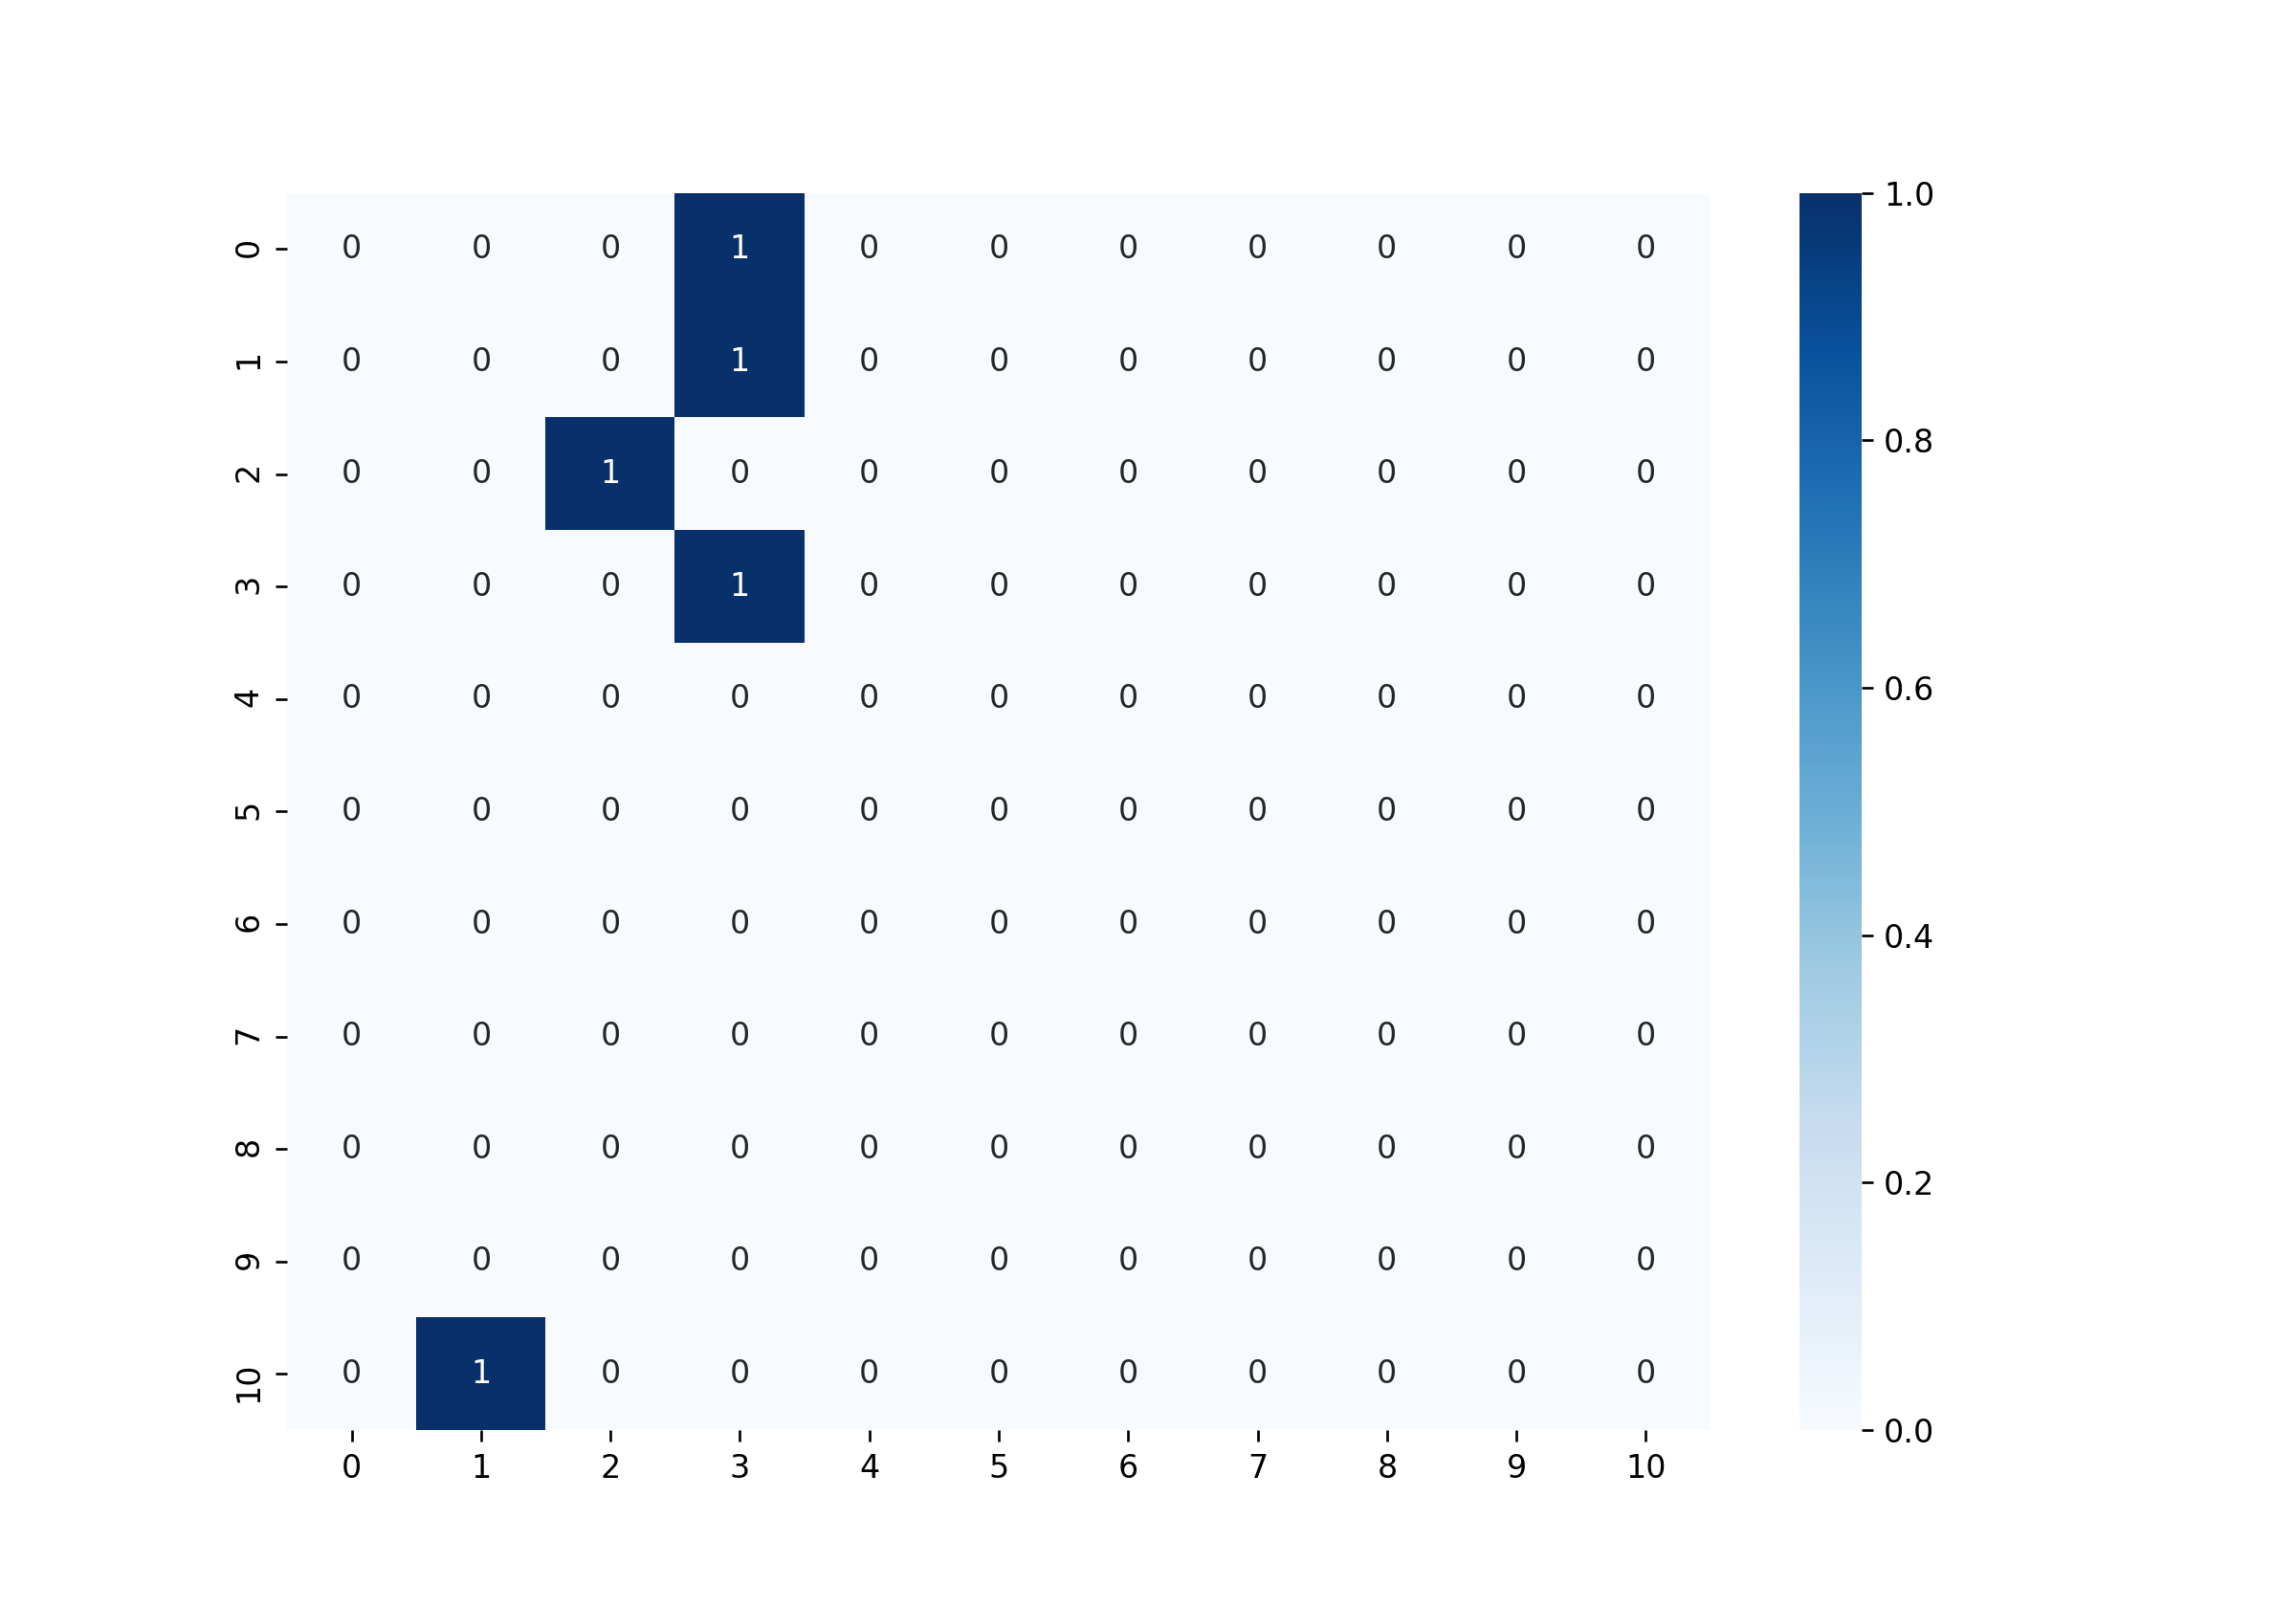 1.0
0 0 0 0 1 0 0 0 0 0 0 0
1 0 0 0 1 0 0 0 0 0 0 0
0.8
2 0 0 1 0 0 0 0 0 0 0 0
3 0 0 0 1 0 0 0 0 0 0 0
0.6
4 0 0 0 0 0 0 0 0 0 0 0
5 0 0 0 0 0 0 0 0 0 0 0
6 0 0 0 0 0 0 0 0 0 0 0
0.4
7 0 0 0 0 0 0 0 0 0 0 0
8 0 0 0 0 0 0 0 0 0 0 0
0.2
9 0 0 0 0 0 0 0 0 0 0 0
10 0 1 0 0 0 0 0 0 0 0 0
0.0
0 1 2 3 4 5 6 7 8 9 10